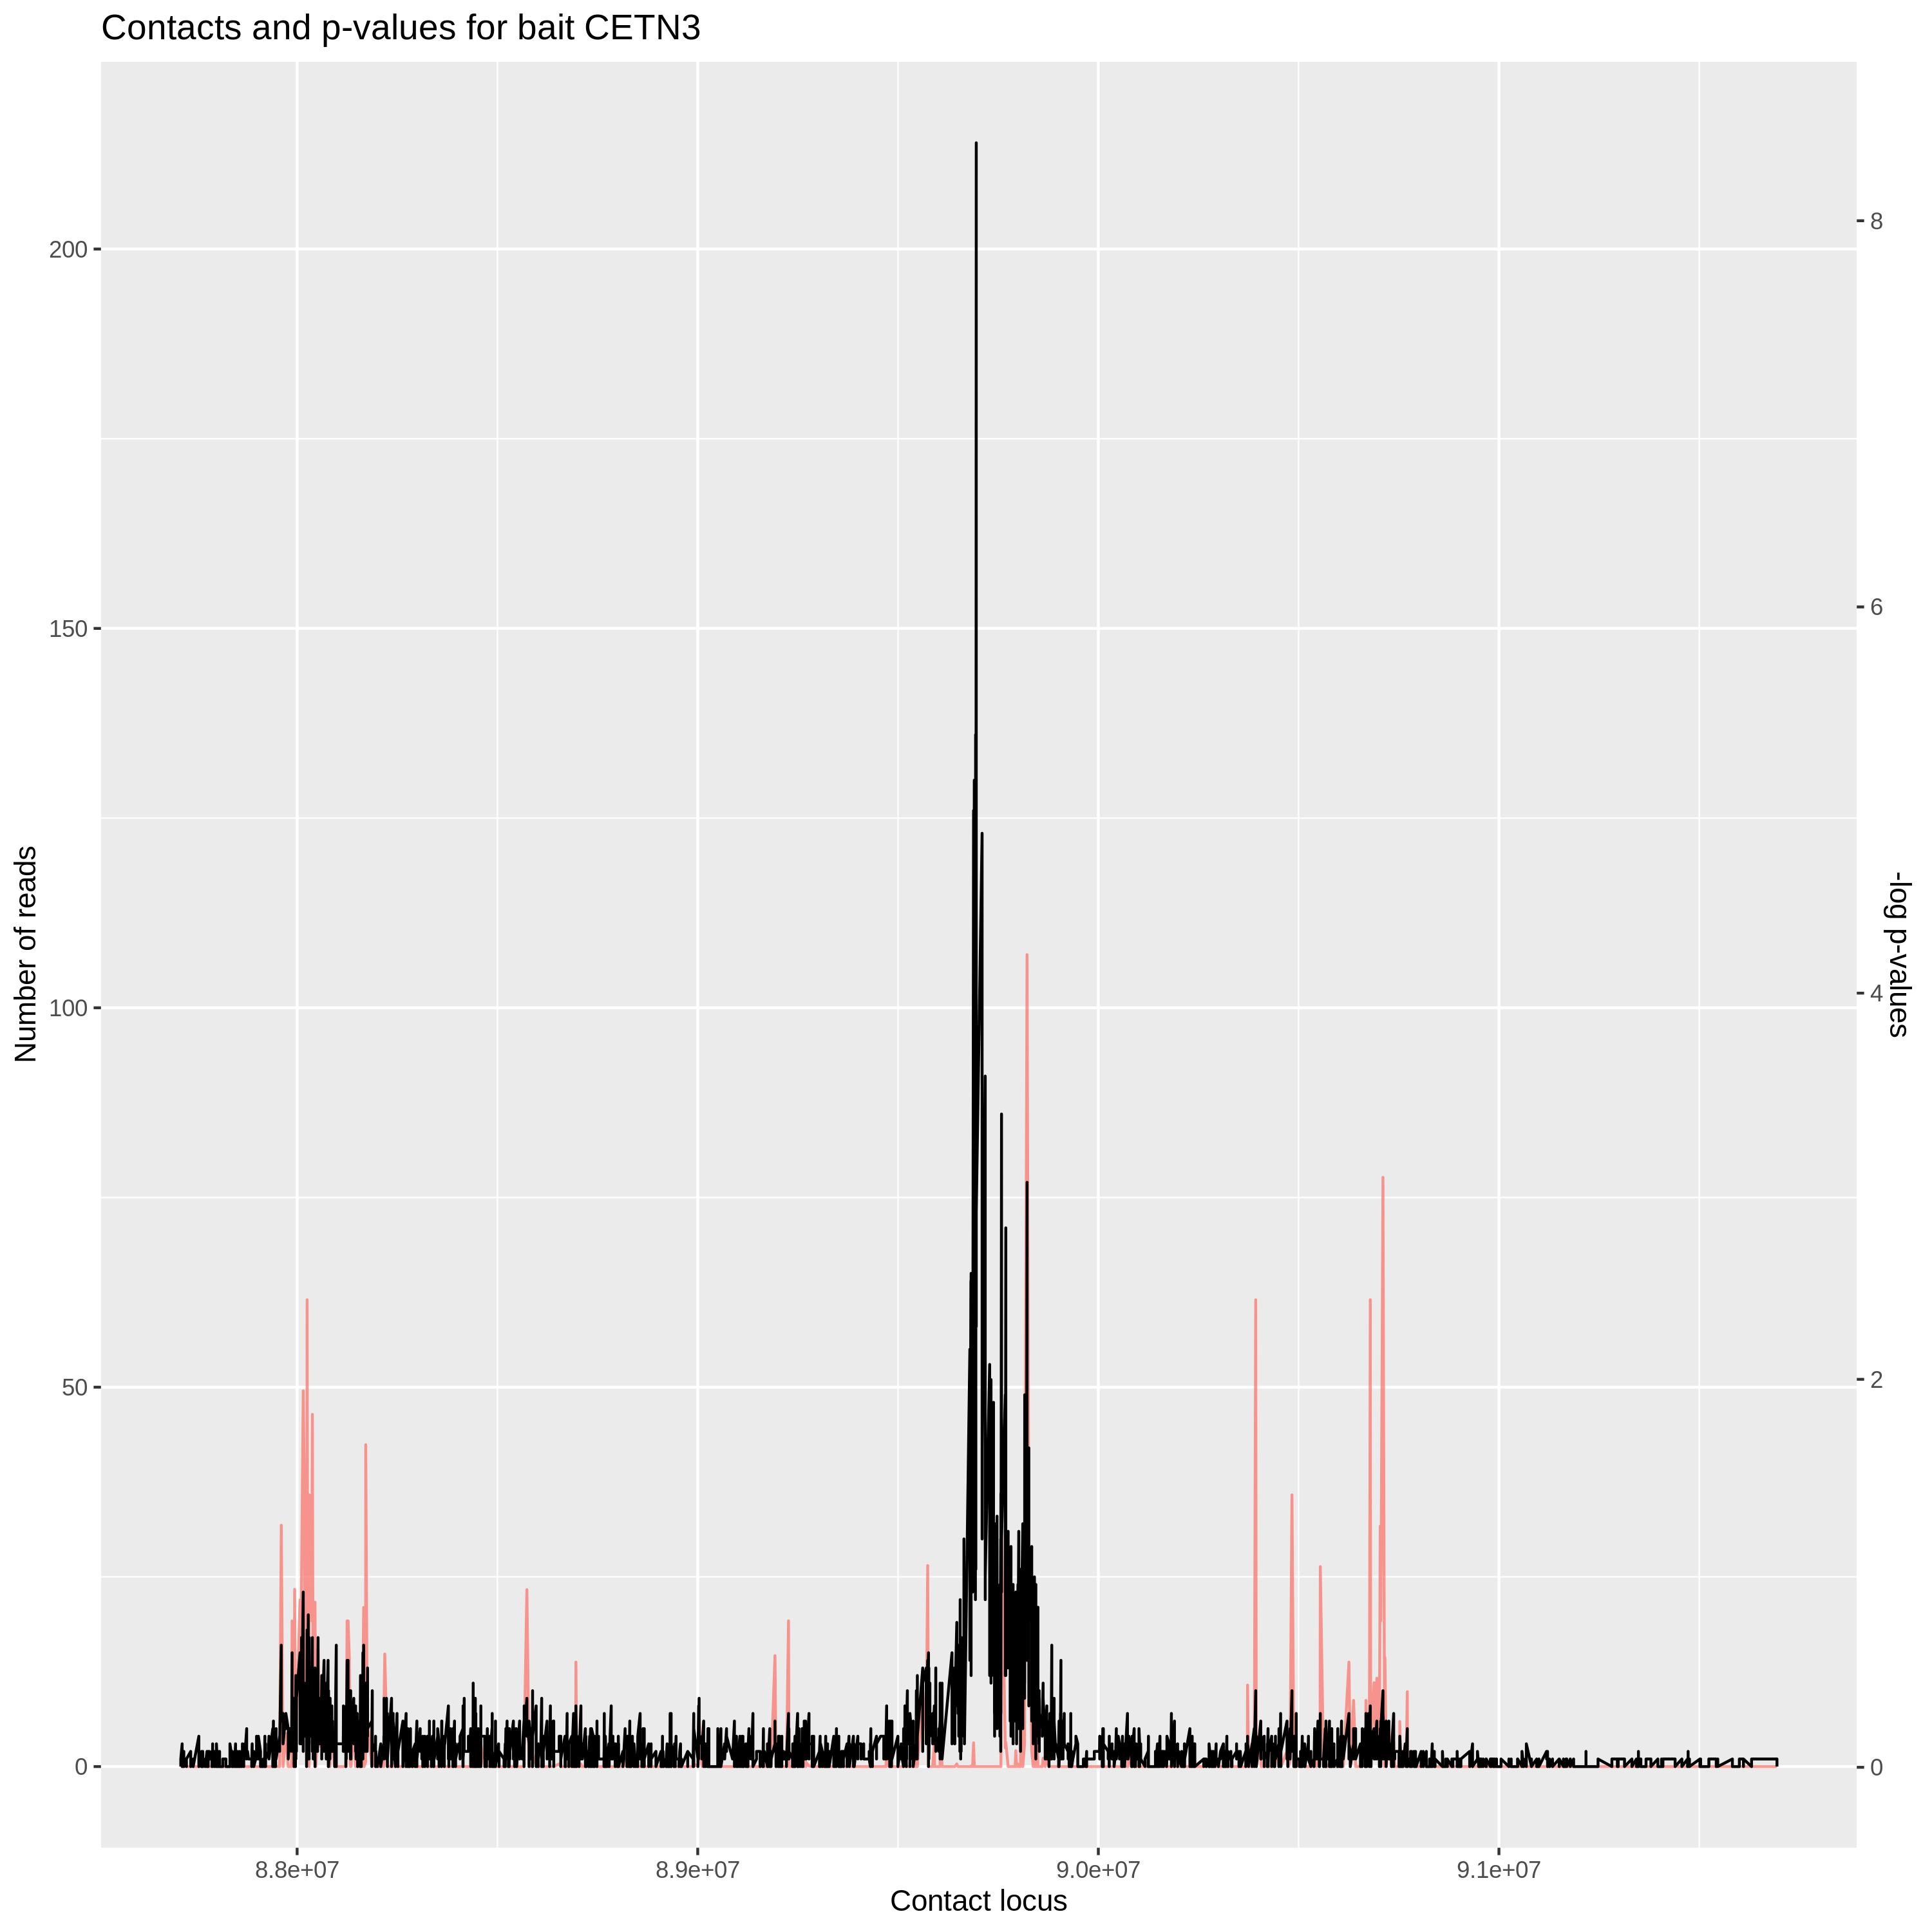 Contacts and p-values for bait CETN3
200
150
100
50
0
Number of reads
8
6
4
2
0
-log p-values
8.8e+07
8.9e+07
9.0e+07
9.1e+07
Contact locus